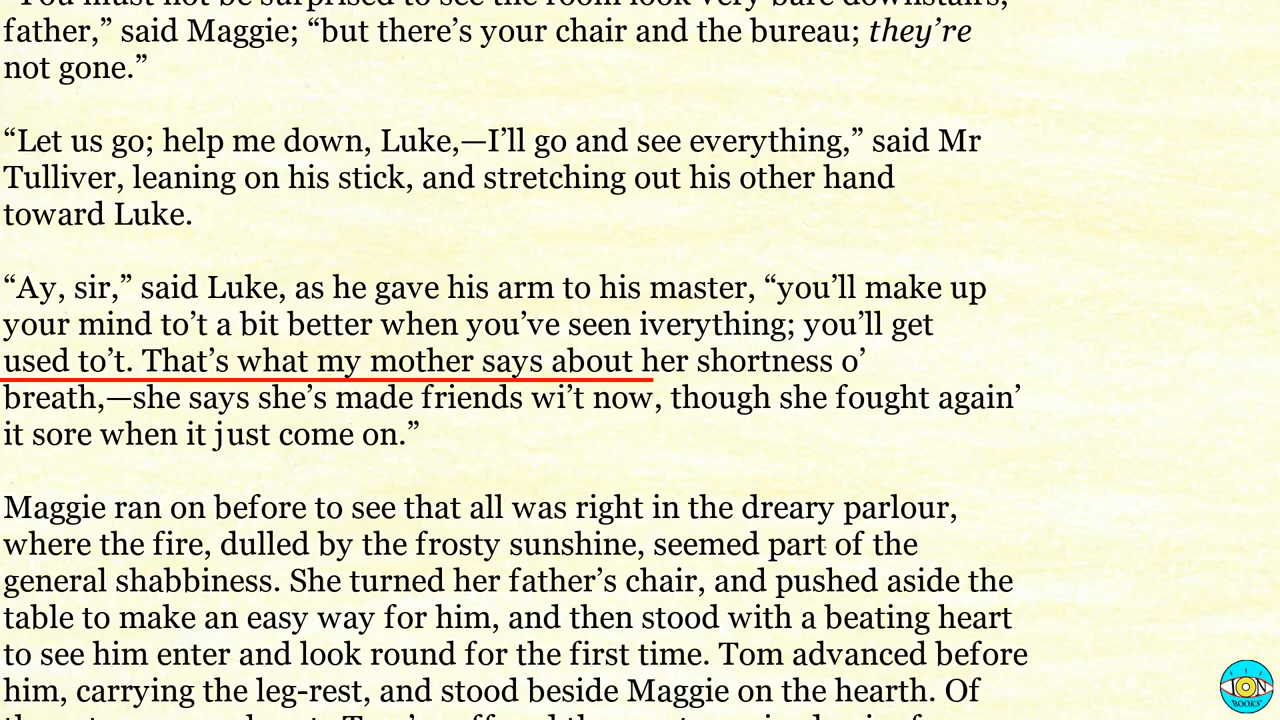 “You must not be surprised to see the room look very bare downstairs,
father,” said Maggie; “but there’s your chair and the bureau; they’re
not gone.”
“Let us go; help me down, Luke,—I’ll go and see everything,” said Mr
Tulliver, leaning on his stick, and stretching out his other hand
toward Luke.
“Ay, sir,” said Luke, as he gave his arm to his master, “you’ll make up
your mind to’t a bit better when you’ve seen iverything; you’ll get
used to’t. That’s what my mother says about her shortness o’
breath,—she says she’s made friends wi’t now, though she fought again’
it sore when it just come on.”
Maggie ran on before to see that all was right in the dreary parlour,
where the fire, dulled by the frosty sunshine, seemed part of the
general shabbiness. She turned her father’s chair, and pushed aside the
table to make an easy way for him, and then stood with a beating heart
to see him enter and look round for the first time. Tom advanced before
him, carrying the leg-rest, and stood beside Maggie on the hearth. Of
ION
BOOKS